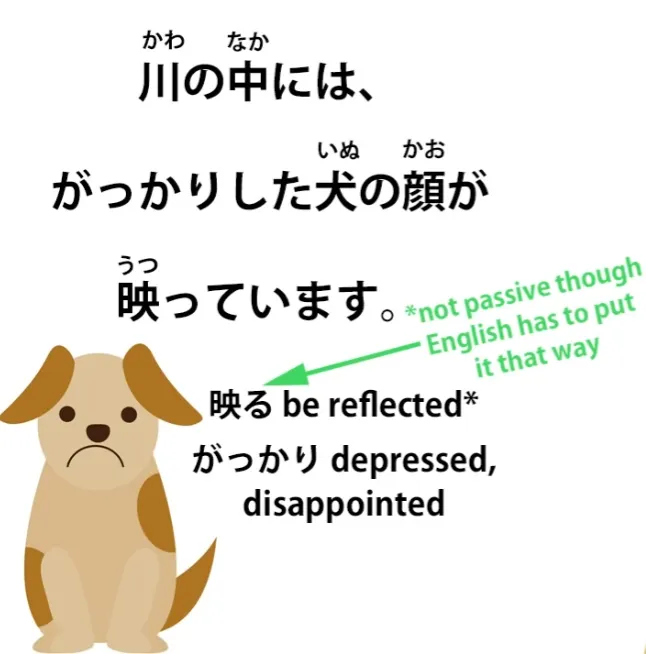 かわ なか
川の中には、
いぬ かお
がっかりした犬の顔が
うつ
映っています。
*not passive though
English has to put
it that way
映る be reflected*
がっかり depressed,
disappointed